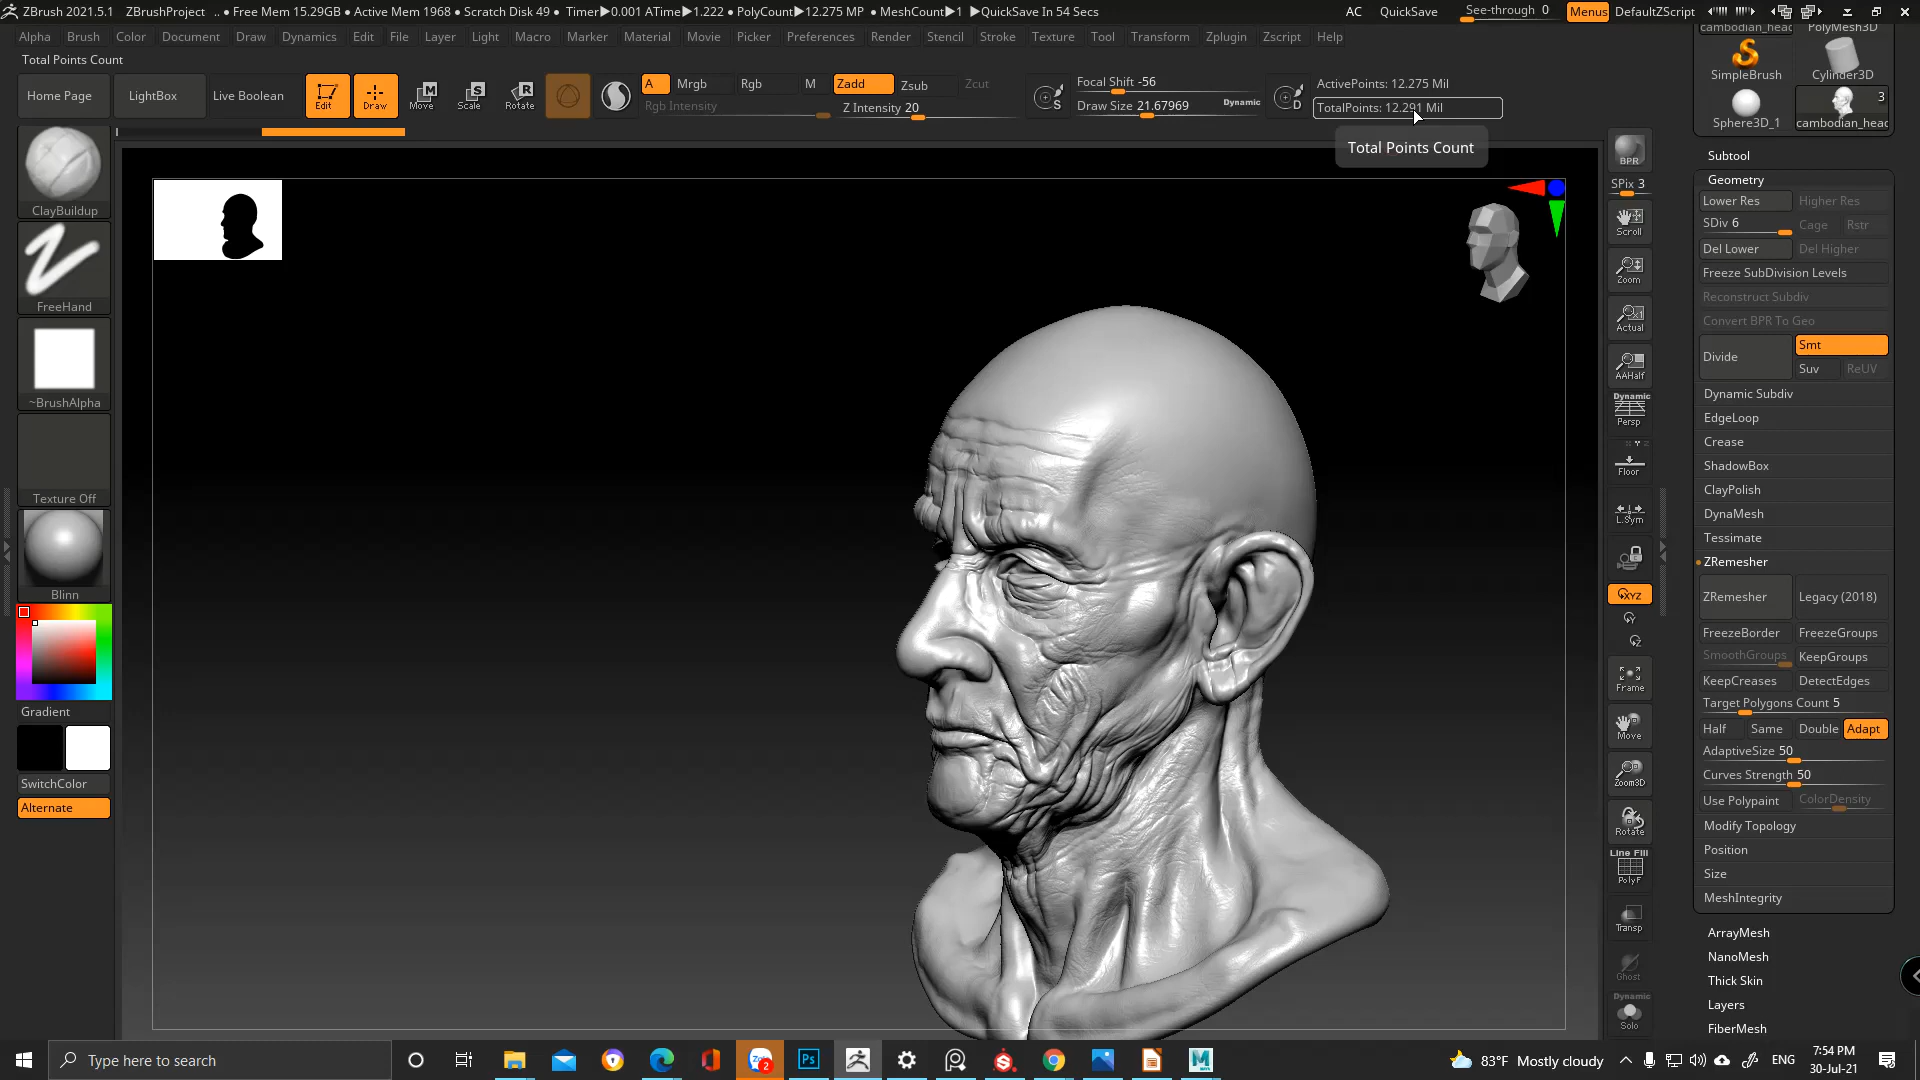 ZBrush 2021.5.1 ZBrushProject .. • Free Mem 15.29GB • Active Mem 1968 • Scratch Disk 49 • Timer▶0.001 ATime▶1.222 • PolyCount▶12.275 MP • MeshCount▶1 ▶QuickSave In 54 Secs AC QuickSave See-through 0 Menus DefaultZScript
Alpha Brush Color Document Draw Dynamics Edit File Layer Light Macro Marker Material Movie Picker Preferences Render Stencil Stroke Texture Tool Transform Zplugin Zscript Help
Total Points Count
Home Page LightBox Live Boolean Edit Draw Move Scale Rotate
M S R
A Mrgb Rgb M Zadd Zsub Zcut
Rgb Intensity Z Intensity 20
S Focal Shift -56
Draw Size 21.67969 Dynamic
D ActivePoints: 12.275 Mil
TotalPoints: 12.291 Mil
Total Points Count
ClayBuildup
FreeHand
~BrushAlpha
Texture Off
Blinn
Gradient
SwitchColor
Alternate
BPR
SPix 3
Scroll
Zoom
Actual
AAHalf
Dynamic
Persp
Floor
L.Sym
XYZ
Frame
Move
Zoom3D
Rotate
Line Fill
PolyF
Transp
Ghost
Dynamic
Solo
cambodian_head PolyMesh3D
SimpleBrush Cylinder3D
3
Sphere3D_1 cambodian_head
Subtool
Geometry
Lower Res Higher Res
SDiv 6 Cage Rstr
Del Lower Del Higher
Freeze SubDivision Levels
Reconstruct Subdiv
Convert BPR To Geo
Divide Smt
Suv ReUV
Dynamic Subdiv
EdgeLoop
Crease
ShadowBox
ClayPolish
DynaMesh
Tessimate
ZRemesher
ZRemesher Legacy (2018)
FreezeBorder FreezeGroups
SmoothGroups KeepGroups
KeepCreases DetectEdges
Target Polygons Count 5
Half Same Double Adapt
AdaptiveSize 50
Curves Strength 50
Use Polypaint ColorDensity
Modify Topology
Position
Size
MeshIntegrity
ArrayMesh
NanoMesh
Thick Skin
Layers
FiberMesh
Type here to search
2
Ps
83°F Mostly cloudy
ENG
7:54 PM
30-Jul-21